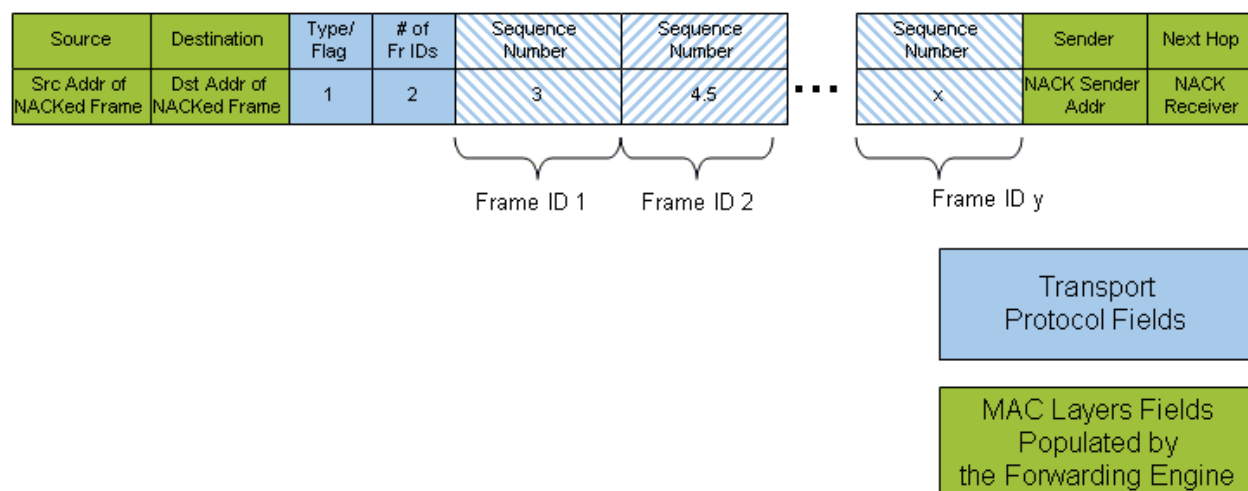 Source
Destination
Type/
Flag
# of
Fr IDs
Sequence
Number
Sequence
Number
Sequence
Number
Sender
Next Hop
Src Addr of
NACKed Frame
Dst Addr of
NACKed Frame
1
2
3
4.5
...
x
NACK Sender
Addr
NACK
Receiver
Frame ID 1
Frame ID 2
Frame ID y
Transport
Protocol Fields
MAC Layers Fields
Populated by
the Forwarding Engine